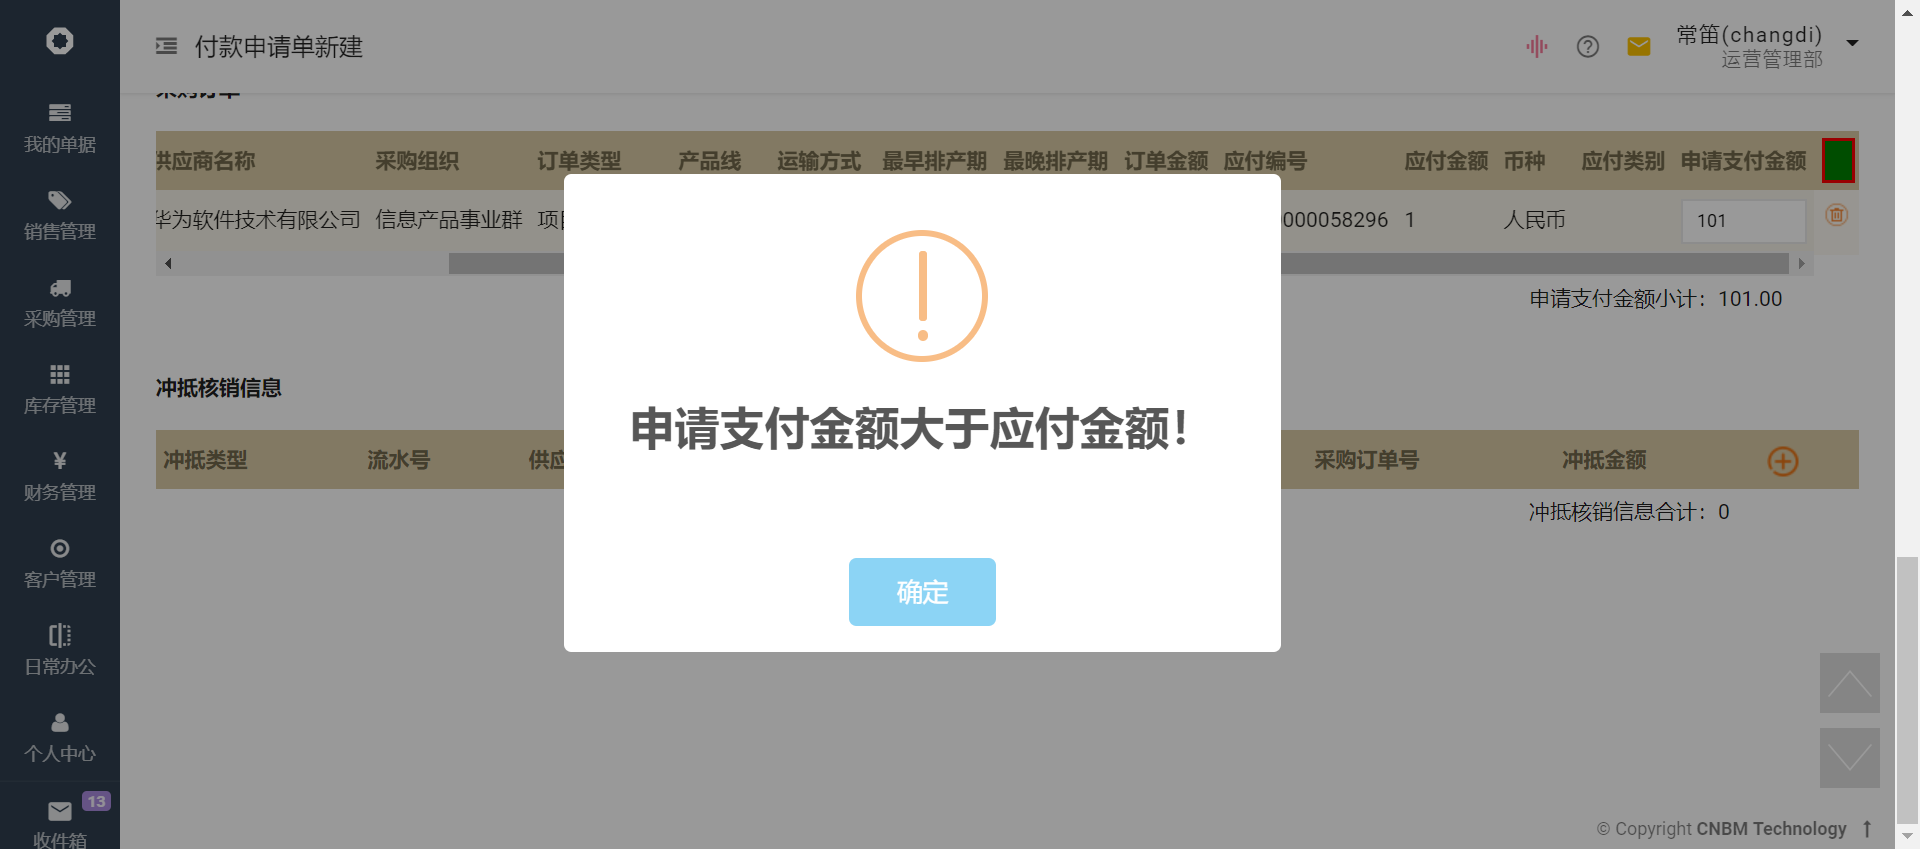 付款申请单新建
常笛(changdi)
运营管理部
我的单据
销售管理
采购管理
库存管理
财务管理
客户管理
日常办公
个人中心
13
收件箱
采购订单
供应商名称 采购组织 订单类型 产品线 运输方式 最早排产期 最晚排产期 订单金额 应付编号 应付金额 币种 应付类别 申请支付金额
华为软件技术有限公司 信息产品事业群 项目 0000058296 1 人民币 101
申请支付金额小计：101.00
冲抵核销信息
冲抵类型 流水号 供应 采购订单号 冲抵金额
冲抵核销信息合计：0
申请支付金额大于应付金额！
确定
© Copyright CNBM Technology